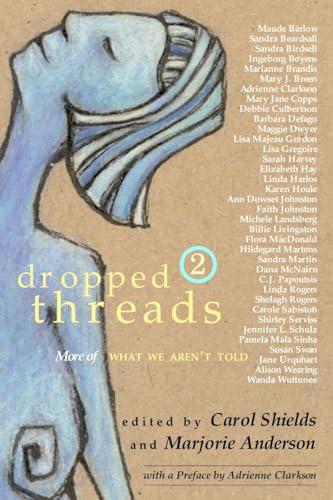 Maude Barlow
Sandra Beardsall
Sandra Birdsell
Ingeborg Boyens
Marianne Brandis
Mary J. Breen
Adrienne Clarkson
Mary Jane Copps
Debbie Culbertson
Barbara Defago
Maggie Dwyer
Lisa Majeau Gordon
Lisa Gregoire
Sarah Harvey
Elizabeth Hay
Linda Harlos
Karen Houle
Ann Dowset Johnston
Faith Johnston
Michele Landsberg
Billie Livingston
Flora MacDonald
Hildegard Martens
Sandra Martin
Dana McNairn
C.J. Papoutsis
Linda Rogers
Shelagh Rogers
Carole Sabiston
Shirley Serviss
Jennifer L. Schulz
Pamela Mala Sinha
Susan Swan
Jane Urquhart
Alison Wearing
Wanda Wuttunee
dropped 2
threads
More of WHAT WE AREN'T TOLD
edited by Carol Shields
and Marjorie Anderson
with a Preface by Adrienne Clarkson